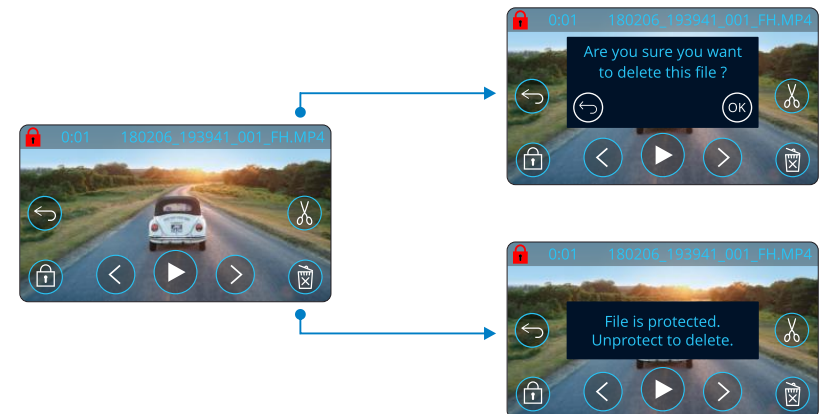 0:01 180206_193941_001_FH.MP4
Are you sure you want
to delete this file ?
OK
0:01 180206_193941_001_FH.MP4
0:01 180206_193941_001_FH.MP4
File is protected.
Unprotect to delete.